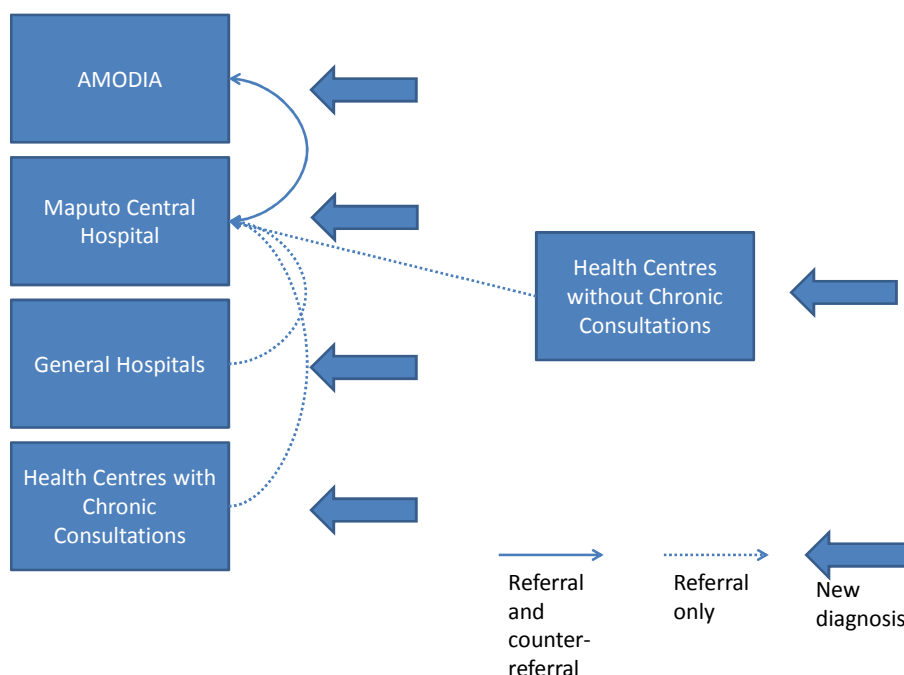 AMODIA
Maputo Central
Hospital
General Hospitals
Health Centres with
Chronic
Consultations
Health Centres
without Chronic
Consultations
Referral
and
counter-
referral
Referral
only
New
diagnosis